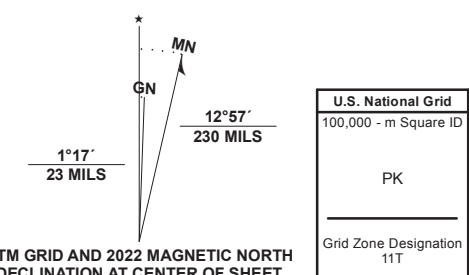 ★
MN
GN
12°57´
230 MILS
1°17´
23 MILS
TM GRID AND 2022 MAGNETIC NORTH
DECLINATION AT CENTER OF SHEET
U.S. National Grid
100,000 - m Square ID
PK
Grid Zone Designation
11T